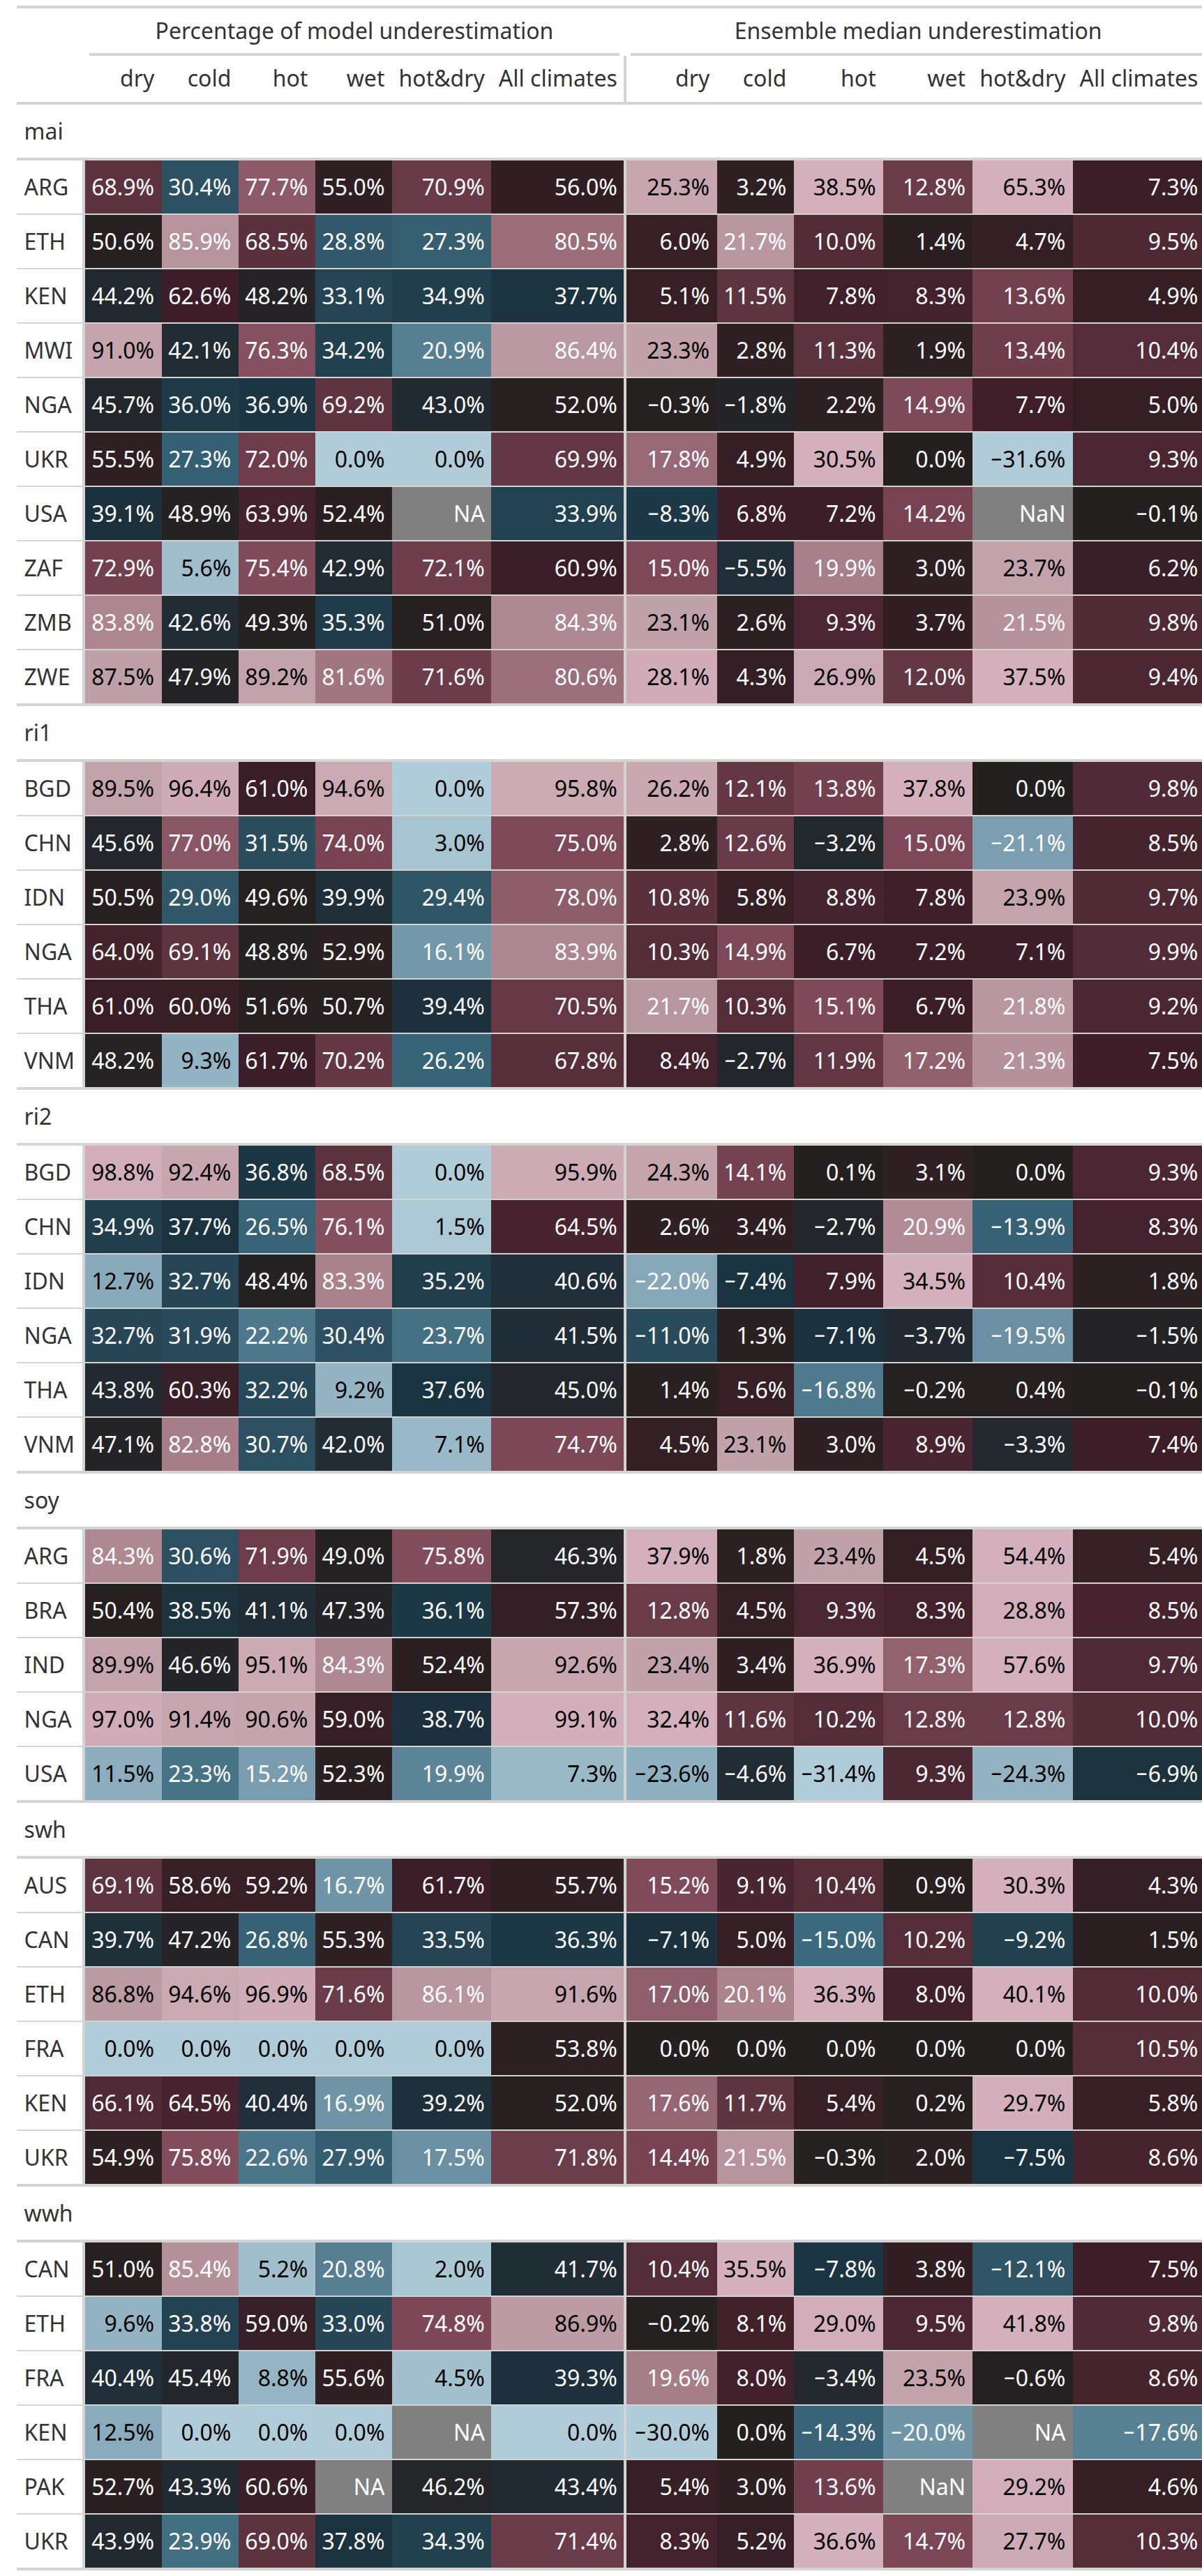 Percentage of model underestimation Ensemble median underestimation
dry cold hot wet hot&dry All climates dry cold hot wet hot&dry All climates
mai
ARG 68.9% 30.4% 77.7% 55.0% 70.9% 56.0% 25.3% 3.2% 38.5% 12.8% 65.3% 7.3%
ETH 50.6% 85.9% 68.5% 28.8% 27.3% 80.5% 6.0% 21.7% 10.0% 1.4% 4.7% 9.5%
KEN 44.2% 62.6% 48.2% 33.1% 34.9% 37.7% 5.1% 11.5% 7.8% 8.3% 13.6% 4.9%
MWI 91.0% 42.1% 76.3% 34.2% 20.9% 86.4% 23.3% 2.8% 11.3% 1.9% 13.4% 10.4%
NGA 45.7% 36.0% 36.9% 69.2% 43.0% 52.0% −0.3% −1.8% 2.2% 14.9% 7.7% 5.0%
UKR 55.5% 27.3% 72.0% 0.0% 0.0% 69.9% 17.8% 4.9% 30.5% 0.0% −31.6% 9.3%
USA 39.1% 48.9% 63.9% 52.4% NA 33.9% −8.3% 6.8% 7.2% 14.2% NaN −0.1%
ZAF 72.9% 5.6% 75.4% 42.9% 72.1% 60.9% 15.0% −5.5% 19.9% 3.0% 23.7% 6.2%
ZMB 83.8% 42.6% 49.3% 35.3% 51.0% 84.3% 23.1% 2.6% 9.3% 3.7% 21.5% 9.8%
ZWE 87.5% 47.9% 89.2% 81.6% 71.6% 80.6% 28.1% 4.3% 26.9% 12.0% 37.5% 9.4%
ri1
BGD 89.5% 96.4% 61.0% 94.6% 0.0% 95.8% 26.2% 12.1% 13.8% 37.8% 0.0% 9.8%
CHN 45.6% 77.0% 31.5% 74.0% 3.0% 75.0% 2.8% 12.6% −3.2% 15.0% −21.1% 8.5%
IDN 50.5% 29.0% 49.6% 39.9% 29.4% 78.0% 10.8% 5.8% 8.8% 7.8% 23.9% 9.7%
NGA 64.0% 69.1% 48.8% 52.9% 16.1% 83.9% 10.3% 14.9% 6.7% 7.2% 7.1% 9.9%
THA 61.0% 60.0% 51.6% 50.7% 39.4% 70.5% 21.7% 10.3% 15.1% 6.7% 21.8% 9.2%
VNM 48.2% 9.3% 61.7% 70.2% 26.2% 67.8% 8.4% −2.7% 11.9% 17.2% 21.3% 7.5%
ri2
BGD 98.8% 92.4% 36.8% 68.5% 0.0% 95.9% 24.3% 14.1% 0.1% 3.1% 0.0% 9.3%
CHN 34.9% 37.7% 26.5% 76.1% 1.5% 64.5% 2.6% 3.4% −2.7% 20.9% −13.9% 8.3%
IDN 12.7% 32.7% 48.4% 83.3% 35.2% 40.6% −22.0% −7.4% 7.9% 34.5% 10.4% 1.8%
NGA 32.7% 31.9% 22.2% 30.4% 23.7% 41.5% −11.0% 1.3% −7.1% −3.7% −19.5% −1.5%
THA 43.8% 60.3% 32.2% 9.2% 37.6% 45.0% 1.4% 5.6% −16.8% −0.2% 0.4% −0.1%
VNM 47.1% 82.8% 30.7% 42.0% 7.1% 74.7% 4.5% 23.1% 3.0% 8.9% −3.3% 7.4%
soy
ARG 84.3% 30.6% 71.9% 49.0% 75.8% 46.3% 37.9% 1.8% 23.4% 4.5% 54.4% 5.4%
BRA 50.4% 38.5% 41.1% 47.3% 36.1% 57.3% 12.8% 4.5% 9.3% 8.3% 28.8% 8.5%
IND 89.9% 46.6% 95.1% 84.3% 52.4% 92.6% 23.4% 3.4% 36.9% 17.3% 57.6% 9.7%
NGA 97.0% 91.4% 90.6% 59.0% 38.7% 99.1% 32.4% 11.6% 10.2% 12.8% 12.8% 10.0%
USA 11.5% 23.3% 15.2% 52.3% 19.9% 7.3% −23.6% −4.6% −31.4% 9.3% −24.3% −6.9%
swh
AUS 69.1% 58.6% 59.2% 16.7% 61.7% 55.7% 15.2% 9.1% 10.4% 0.9% 30.3% 4.3%
CAN 39.7% 47.2% 26.8% 55.3% 33.5% 36.3% −7.1% 5.0% −15.0% 10.2% −9.2% 1.5%
ETH 86.8% 94.6% 96.9% 71.6% 86.1% 91.6% 17.0% 20.1% 36.3% 8.0% 40.1% 10.0%
FRA 0.0% 0.0% 0.0% 0.0% 0.0% 53.8% 0.0% 0.0% 0.0% 0.0% 0.0% 10.5%
KEN 66.1% 64.5% 40.4% 16.9% 39.2% 52.0% 17.6% 11.7% 5.4% 0.2% 29.7% 5.8%
UKR 54.9% 75.8% 22.6% 27.9% 17.5% 71.8% 14.4% 21.5% −0.3% 2.0% −7.5% 8.6%
wwh
CAN 51.0% 85.4% 5.2% 20.8% 2.0% 41.7% 10.4% 35.5% −7.8% 3.8% −12.1% 7.5%
ETH 9.6% 33.8% 59.0% 33.0% 74.8% 86.9% −0.2% 8.1% 29.0% 9.5% 41.8% 9.8%
FRA 40.4% 45.4% 8.8% 55.6% 4.5% 39.3% 19.6% 8.0% −3.4% 23.5% −0.6% 8.6%
KEN 12.5% 0.0% 0.0% 0.0% NA 0.0% −30.0% 0.0% −14.3% −20.0% NA −17.6%
PAK 52.7% 43.3% 60.6% NA 46.2% 43.4% 5.4% 3.0% 13.6% NaN 29.2% 4.6%
UKR 43.9% 23.9% 69.0% 37.8% 34.3% 71.4% 8.3% 5.2% 36.6% 14.7% 27.7% 10.3%